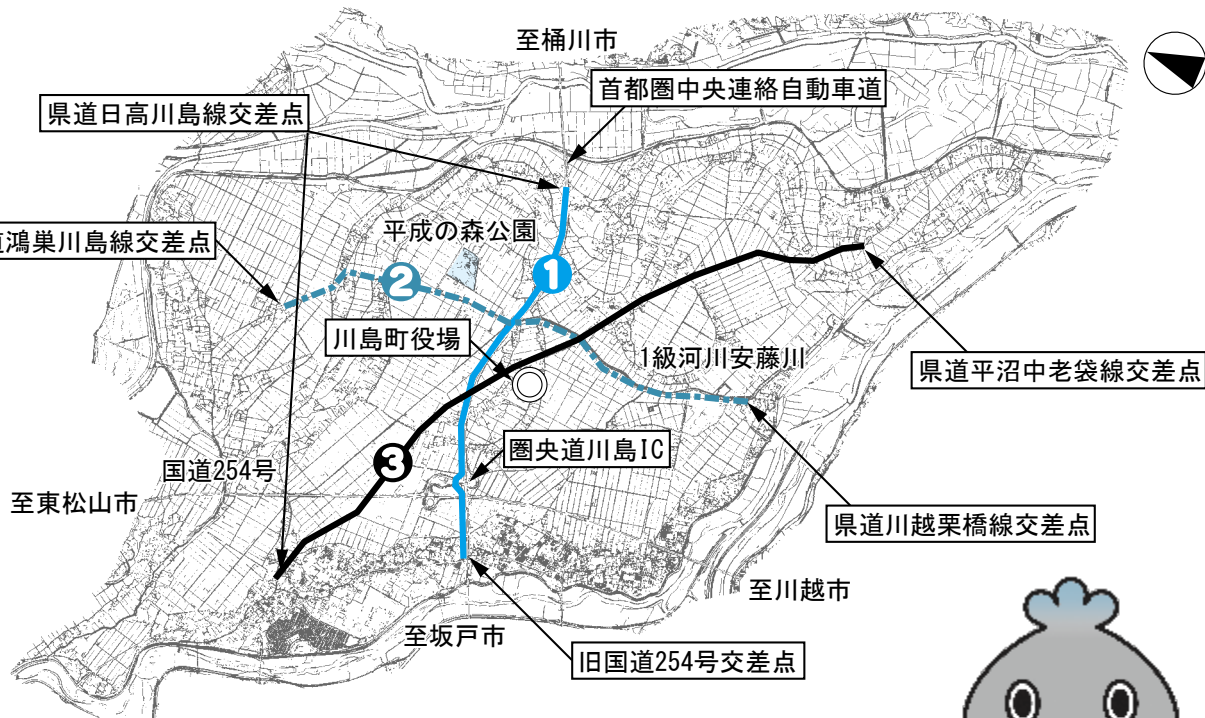 至桶川市
首都圏中央連絡自動車道
県道日高川島線交差点
平成の森公園
道鴻巣川島線交差点
1
2
川島町役場
1級河川安藤川
県道平沼中老袋線交差点
3
圏央道川島IC
国道254号
至東松山市
県道川越栗橋線交差点
至川越市
至坂戸市
旧国道254号交差点